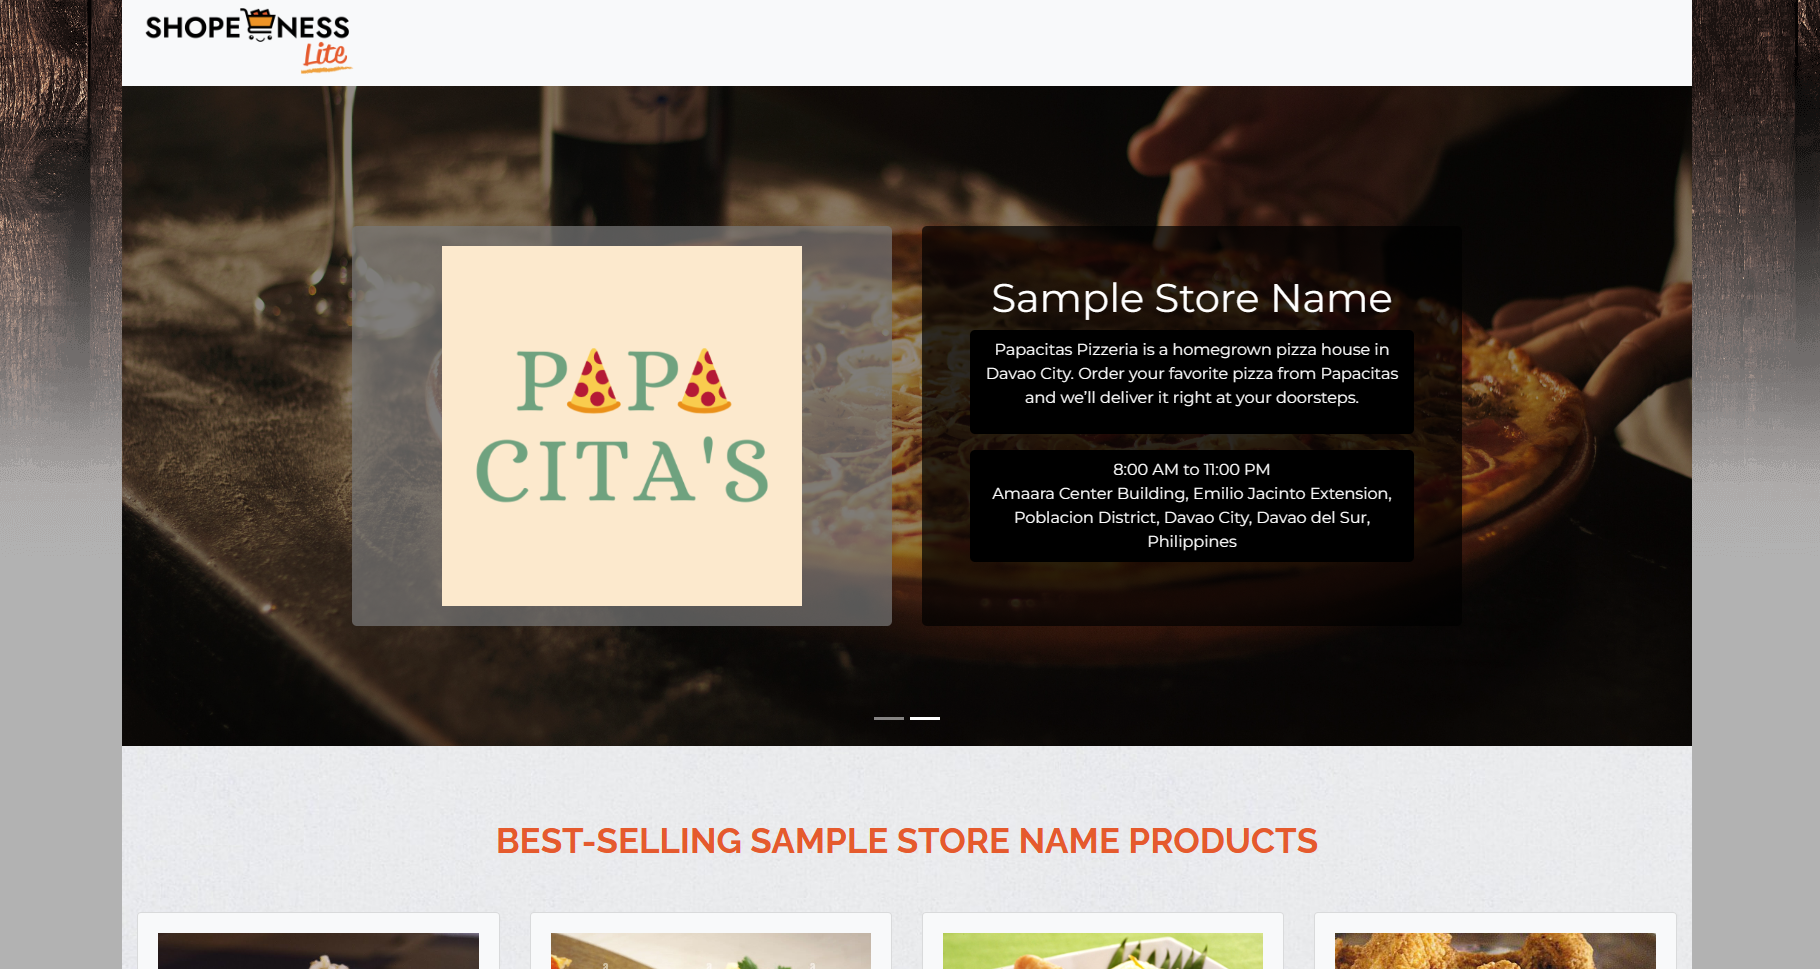 SHOPENESS
Lite
PAPA
CITA'S
Sample Store Name
Papacitas Pizzeria is a homegrown pizza house in
Davao City. Order your favorite pizza from Papacitas
and we’ll deliver it right at your doorsteps.
8:00 AM to 11:00 PM
Amaara Center Building, Emilio Jacinto Extension,
Poblacion District, Davao City, Davao del Sur,
Philippines
BEST-SELLING SAMPLE STORE NAME PRODUCTS